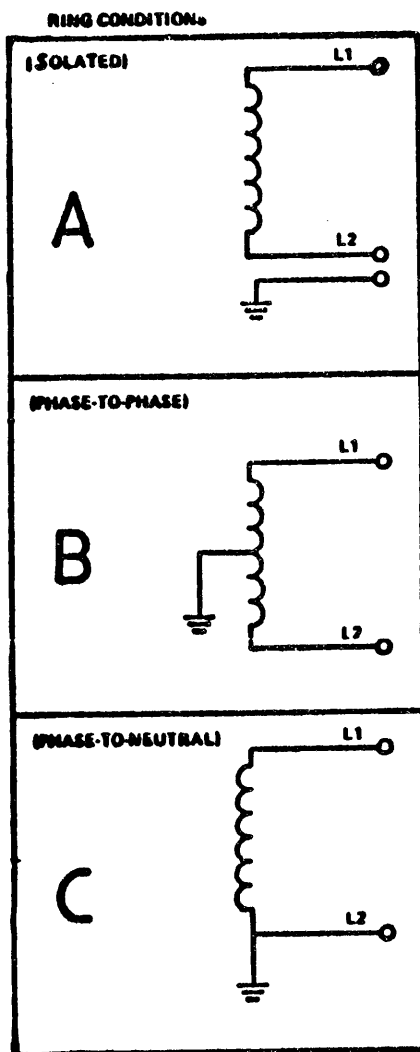 RING CONDITION
(ISOLATED)
L1
A
L2
(PHASE-TO-PHASE)
L1
B
L2
(PHASE-TO-NEUTRAL)
L1
C
L2